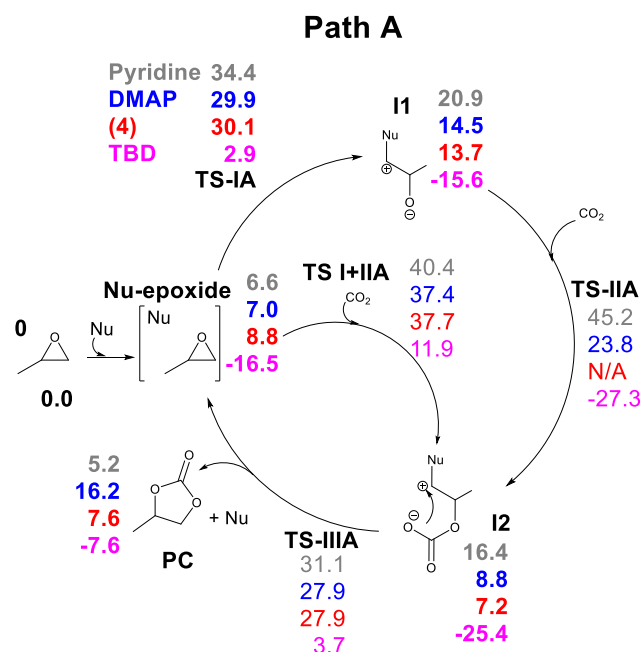 Path A
Pyridine 34.4
DMAP 29.9
(4) 30.1
TBD 2.9
TS-IA
I1
20.9
14.5
13.7
-15.6
Nu
⊕
O
⊖
CO2
TS-IIA
45.2
23.8
N/A
-27.3
TS I+IIA
CO2
40.4
37.4
37.7
11.9
Nu-epoxide
6.6
7.0
8.8
-16.5
Nu
O
0
O
0.0
Nu
Nu
⊕
⊖
O
O
O
I2
16.4
8.8
7.2
-25.4
TS-IIIA
31.1
27.9
27.9
3.7
5.2
16.2
7.6
-7.6
O
O
O
+ Nu
PC